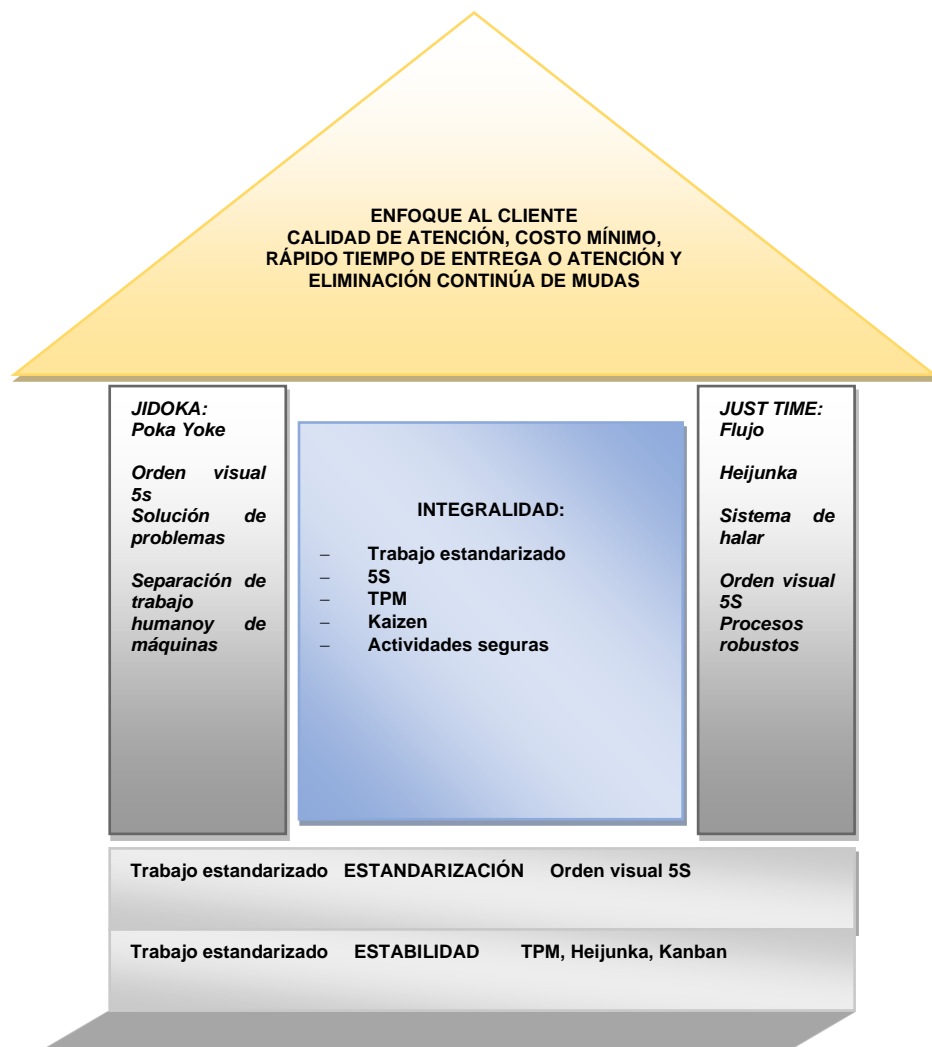 ENFOQUE AL CLIENTE
CALIDAD DE ATENCIÓN, COSTO MÍNIMO,
RÁPIDO TIEMPO DE ENTREGA O ATENCIÓN Y
ELIMINACIÓN CONTINÚA DE MUDAS
JIDOKA:
Poka Yoke
Orden visual
5s
Solución de
problemas
Separación de
trabajo
humanoy de
máquinas
INTEGRALIDAD:
– Trabajo estandarizado
– 5S
– TPM
– Kaizen
– Actividades seguras
JUST TIME:
Flujo
Heijunka
Sistema de
halar
Orden visual
5S
Procesos
robustos
Trabajo estandarizado ESTANDARIZACIÓN Orden visual 5S
Trabajo estandarizado ESTABILIDAD TPM, Heijunka, Kanban